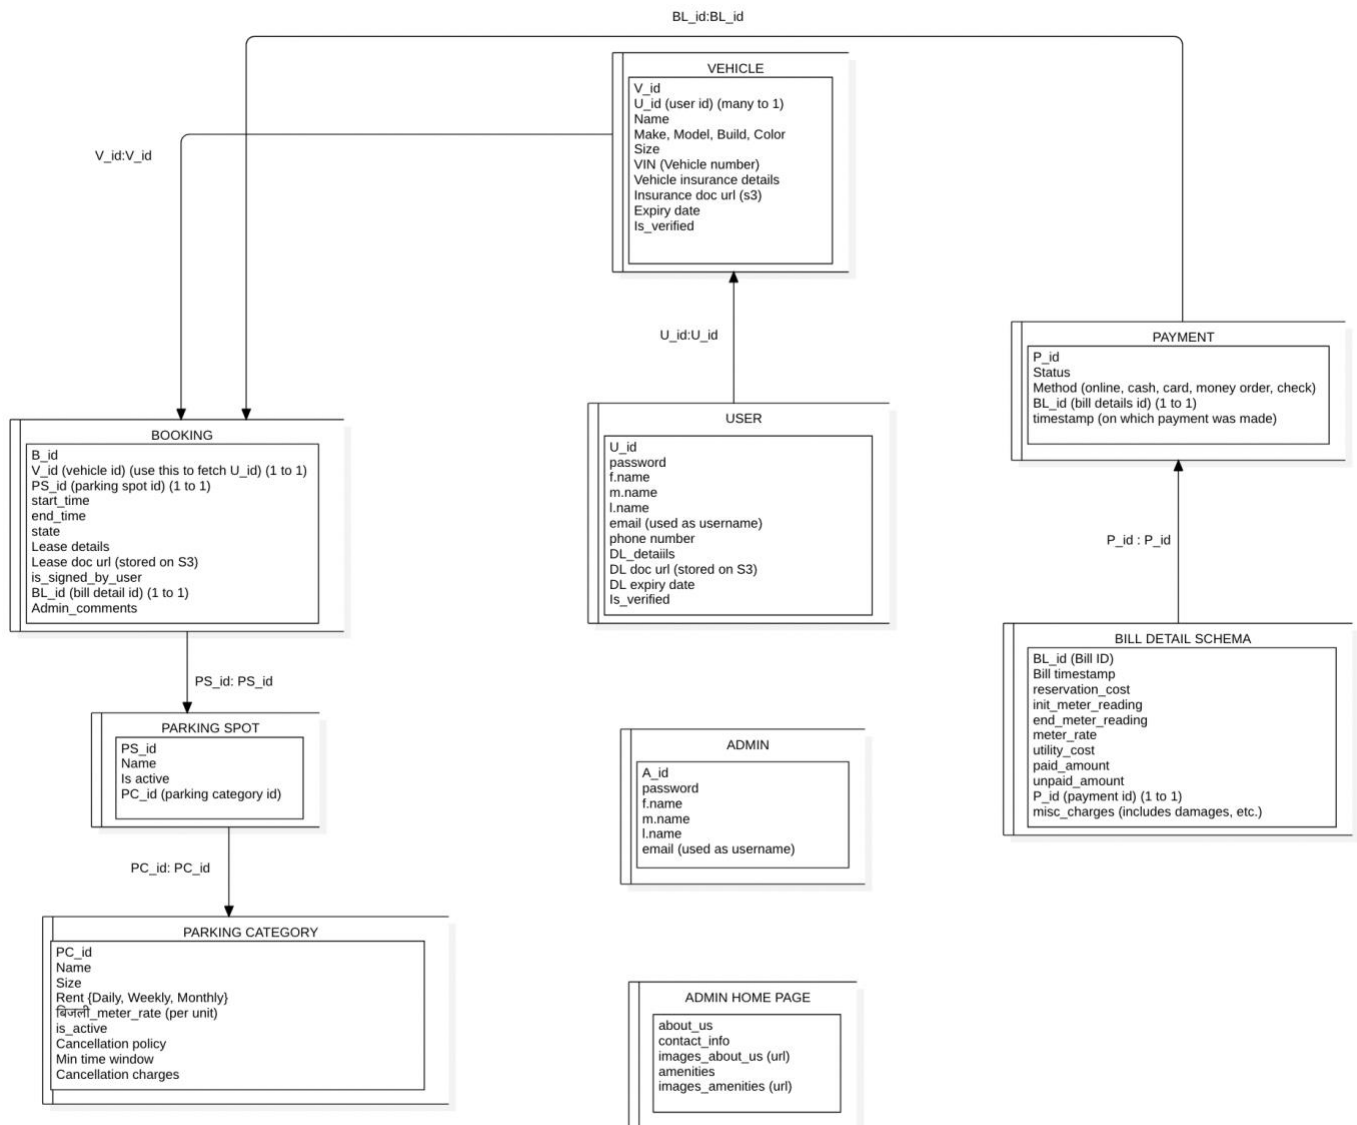 BL_id:BL_id
VEHICLE
V_id
U_id (user id) (many to 1)
Name
Make, Model, Build, Color
Size
VIN (Vehicle number)
Vehicle insurance details
Insurance doc url (s3)
Expiry date
Is_verified
V_id:V_id
U_id:U_id
PAYMENT
P_id
Status
Method (online, cash, card, money order, check)
BL_id (bill details id) (1 to 1)
timestamp (on which payment was made)
BOOKING
B_id
V_id (vehicle id) (use this to fetch U_id) (1 to 1)
PS_id (parking spot id) (1 to 1)
start_time
end_time
state
Lease details
Lease doc url (stored on S3)
is_signed_by_user
BL_id (bill detail id) (1 to 1)
Admin_comments
USER
U_id
password
f.name
m.name
l.name
email (used as username)
phone number
DL_detaiils
DL doc url (stored on S3)
DL expiry date
Is_verified
P_id : P_id
PS_id: PS_id
BILL DETAIL SCHEMA
BL_id (Bill ID)
Bill timestamp
reservation_cost
init_meter_reading
end_meter_reading
meter_rate
utility_cost
paid_amount
unpaid_amount
P_id (payment id) (1 to 1)
misc_charges (includes damages, etc.)
PARKING SPOT
PS_id
Name
Is active
PC_id (parking category id)
ADMIN
A_id
password
f.name
m.name
l.name
email (used as username)
PC_id: PC_id
PARKING CATEGORY
PC_id
Name
Size
Rent {Daily, Weekly, Monthly}
बिजली_meter_rate (per unit)
is_active
Cancellation policy
Min time window
Cancellation charges
ADMIN HOME PAGE
about_us
contact_info
images_about_us (url)
amenities
images_amenities (url)